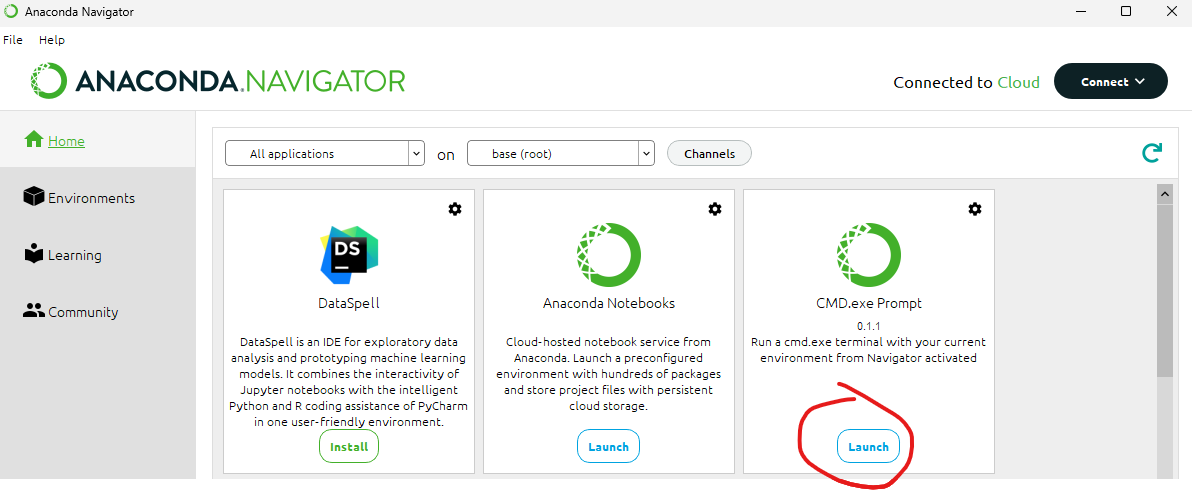 Anaconda Navigator
File Help
ANACONDA.NAVIGATOR
Connected to Cloud
Connect
Home
Environments
Learning
Community
All applications
on
base (root)
Channels
DS
DataSpell
DataSpell is an IDE for exploratory data
analysis and prototyping machine learning
models. It combines the interactivity of
Jupyter notebooks with the intelligent
Python and R coding assistance of PyCharm
in one user-friendly environment.
Install
Anaconda Notebooks
Cloud-hosted notebook service from
Anaconda. Launch a preconfigured
environment with hundreds of packages
and store project files with persistent
cloud storage.
Launch
CMD.exe Prompt
0.1.1
Run a cmd.exe terminal with your current
environment from Navigator activated
Launch